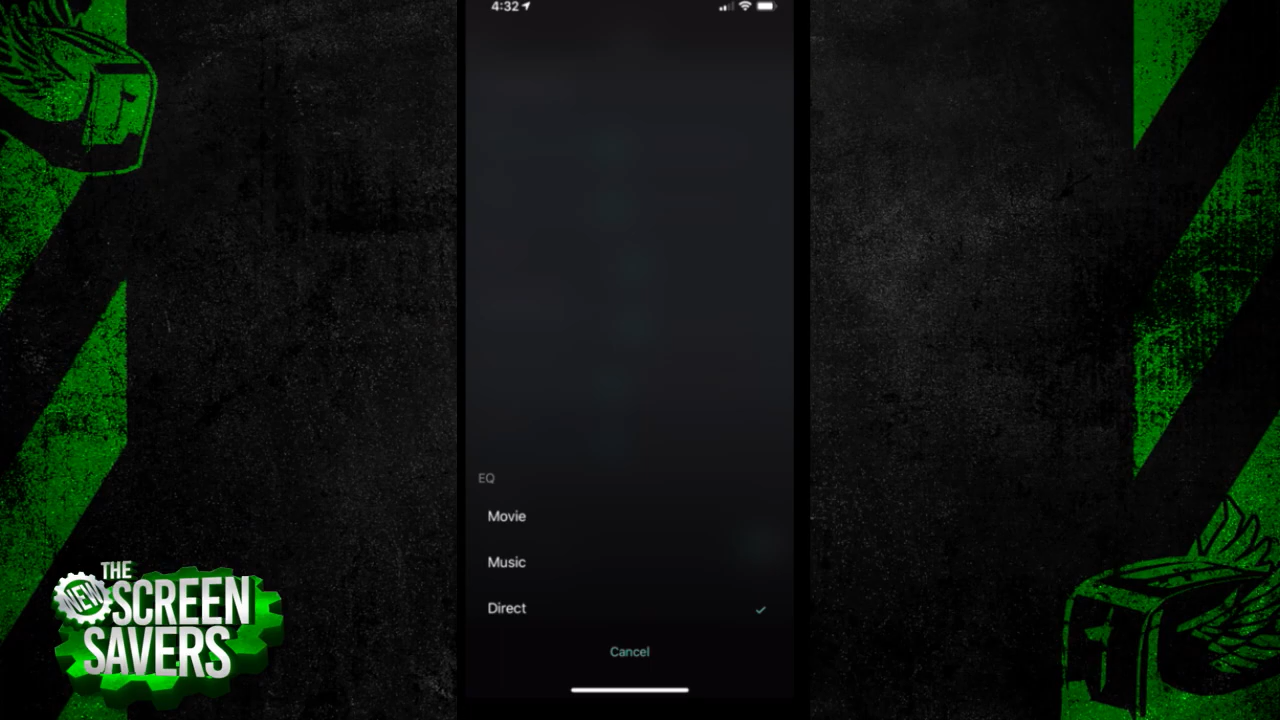 4:32
EQ
Movie
Music
Direct
Cancel
THE
NEW
SCREEN
SAVERS